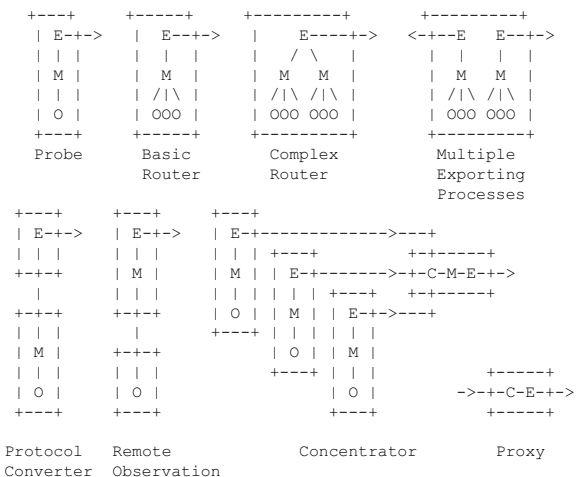 +---+     +-----+     +---------+       +---------+
| E-+->   |  E--+->   |    E----+->   <-+--E   E--+->
| | |     |  |  |     |   / \   |       |  |   |  |
| M |     |  M  |     |  M   M  |       |  M   M  |
| | |     | /|\ |     | /|\ /|\ |       | /|\ /|\ |
| O |     | OOO |     | OOO OOO |       | OOO OOO |
+---+     +-----+     +---------+       +---------+
Probe      Basic        Complex          Multiple
           Router       Router           Exporting
                                         Processes
+---+     +---+     +---+
| E-+->   | E-+->   | E-+------------->---+
| | |     | | |     | | | +---+         +-+-----+
+-+-+     | M |     | M | | E-+------->-+-C-M-E-+->
  |       | | |     | | | | | | +---+   +-+-----+
+-+-+     +-+-+     | O | | M | | E-+->---+
| | |       |       +---+ | | | | | |
| M |     +-+-+           | O | | M |
| | |     | | |           +---+ | | |           +-----+
| O |     | O |                 | O |        ->-+-C-E-+->
+---+     +---+                 +---+           +-----+
Protocol  Remote            Concentrator       Proxy
Converter Observation